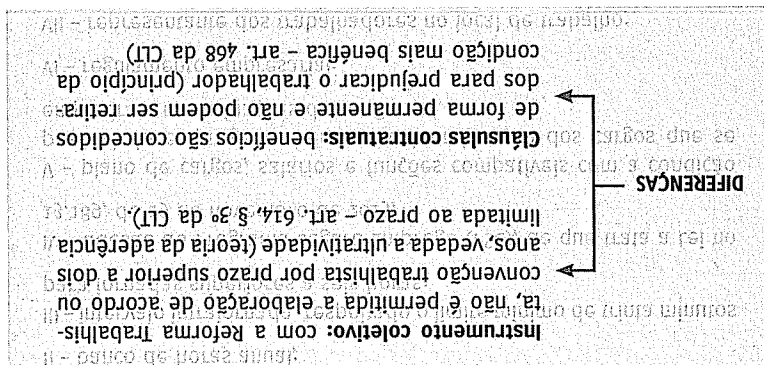 Instrumento coletivo: com a Reforma Trabalhis-
ta, não é permitida a elaboração de acordo ou
convenção trabalhista por prazo superior a dois
anos, vedada a ultratividade (teoria da aderência
limitada ao prazo – art. 614, § 3º da CLT).
DIFERENÇAS
Cláusulas contratuais: benefícios são concedidos
de forma permanente e não podem ser retira-
dos para prejudicar o trabalhador (princípio da
condição mais benéfica – art. 468 da CLT)